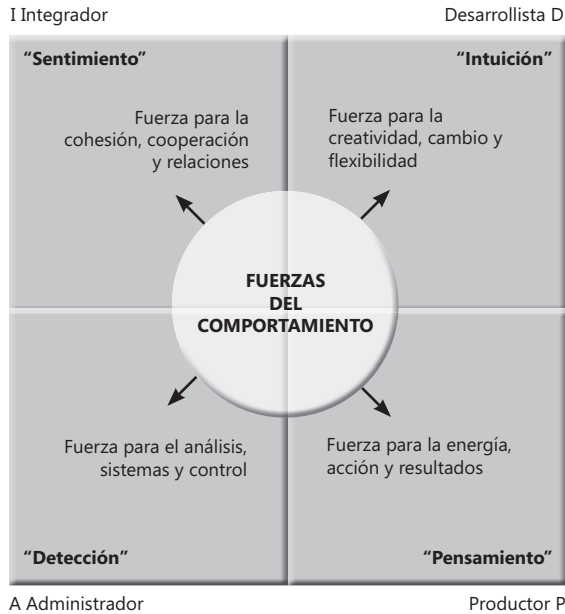 I Integrador
Desarrollista D
“Sentimiento”
“Intuición”
Fuerza para la
cohesión, cooperación
y relaciones
Fuerza para la
creatividad, cambio y
flexibilidad
FUERZAS
DEL
COMPORTAMIENTO
Fuerza para el análisis,
sistemas y control
Fuerza para la energía,
acción y resultados
“Detección”
“Pensamiento”
A Administrador
Productor P